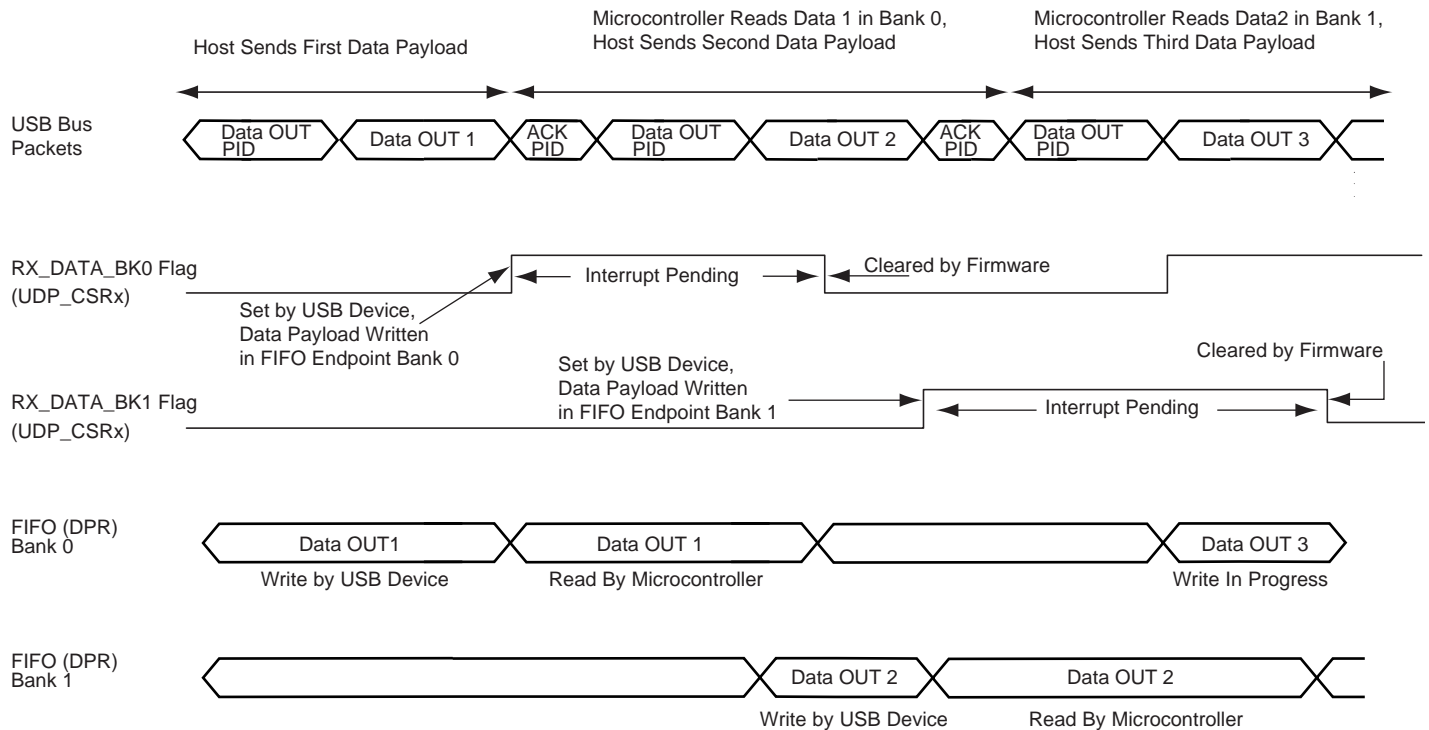 Host Sends First Data Payload
Microcontroller Reads Data 1 in Bank 0,
Host Sends Second Data Payload
Microcontroller Reads Data2 in Bank 1,
Host Sends Third Data Payload
USB Bus
Packets
Data OUT
PID
Data OUT 1
ACK
PID
Data OUT
PID
Data OUT 2
ACK
PID
Data OUT
PID
Data OUT 3
RX_DATA_BK0 Flag
(UDP_CSRx)
Interrupt Pending
Cleared by Firmware
Set by USB Device,
Data Payload Written
in FIFO Endpoint Bank 0
RX_DATA_BK1 Flag
(UDP_CSRx)
Set by USB Device,
Data Payload Written
in FIFO Endpoint Bank 1
Interrupt Pending
Cleared by Firmware
FIFO (DPR)
Bank 0
Data OUT1
Data OUT 1
Data OUT 3
Write by USB Device
Read By Microcontroller
Write In Progress
FIFO (DPR)
Bank 1
Data OUT 2
Data OUT 2
Write by USB Device
Read By Microcontroller